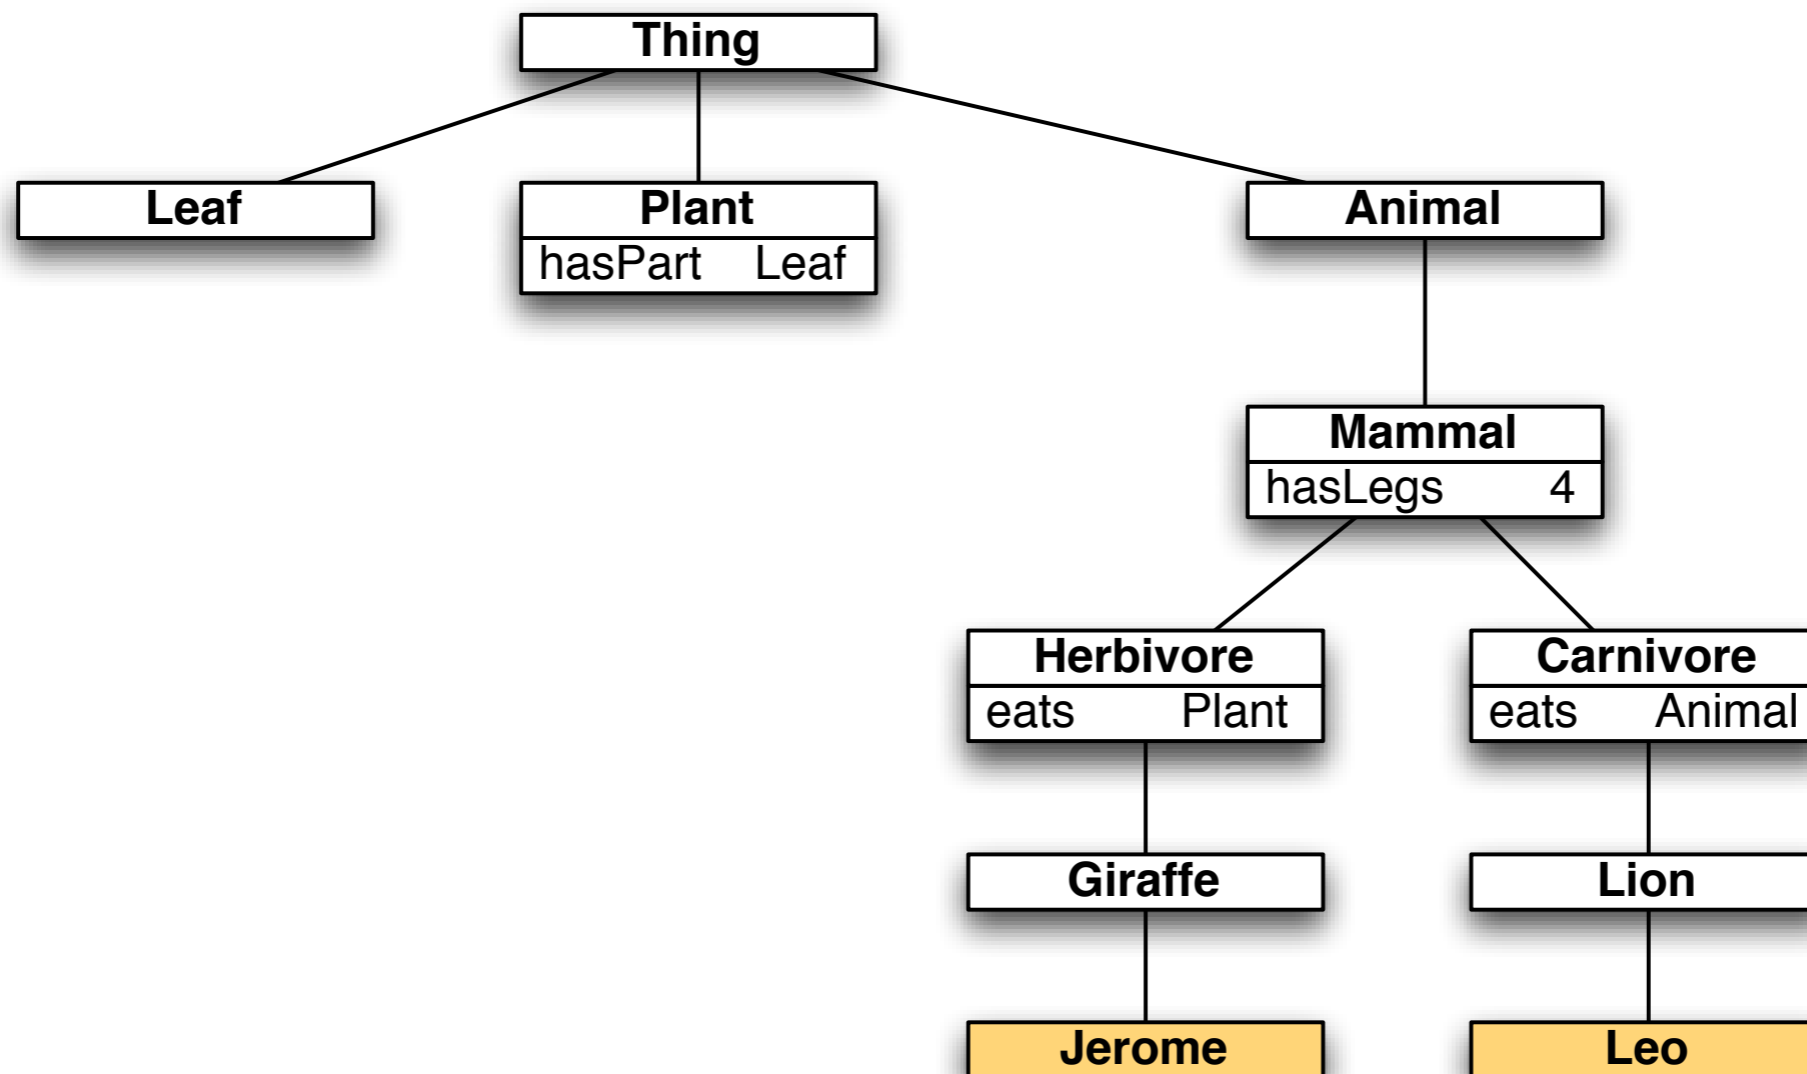 Thing
Leaf
Plant
Animal
hasPart Leaf
Mammal
hasLegs 4
Herbivore
Carnivore
eats Plant
eats Animal
Giraffe
Lion
Jerome
Leo